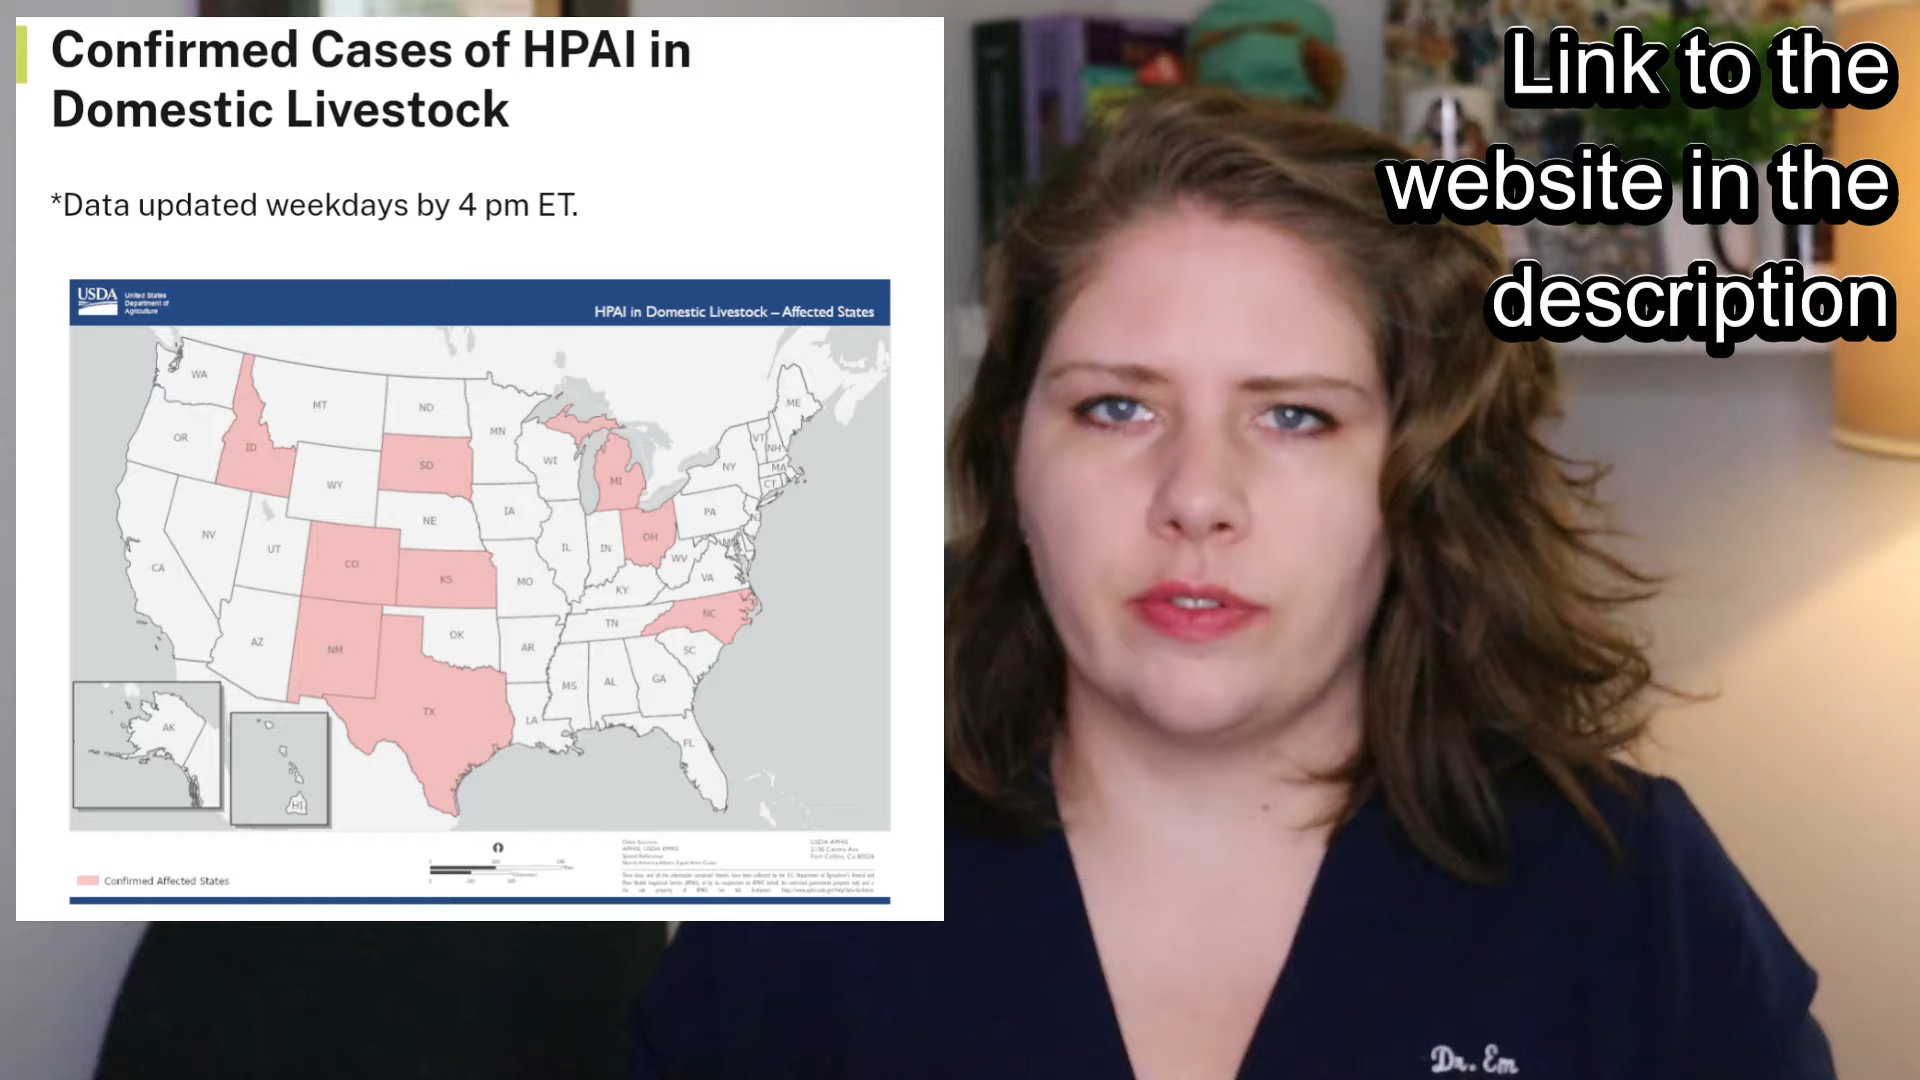 Confirmed Cases of HPAI in
Domestic Livestock
*Data updated weekdays by 4 pm ET.
USDA
United States
Department of
Agriculture
HPAI in Domestic Livestock – Affected States
WA
MT
ND
MN
ME
OR
ID
SD
WI
VT
NH
NY
MA
CT
MI
WY
IA
PA
NE
NV
UT
IL
IN
OH
WV
CA
CO
KS
MO
KY
VA
AZ
NM
OK
AR
TN
NC
SC
TX
MS
AL
GA
LA
FL
AK
HI
Confirmed Affected States
USDA APHIS
Link to the
website in the
description
Dr. Em